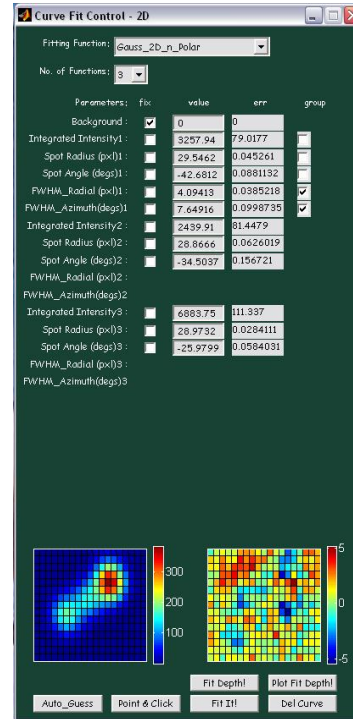 Curve Fit Control - 2D
Fitting Function: Gauss_2D_n_Polar
No. of Functions: 3
Parameters: fix value err group
Background : 0 0
Integrated Intensity1 : 3257.94 79.0177
Spot Radius (pxl)1 : 29.5462 0.045261
Spot Angle (degs)1 : -42.6812 0.0881132
FWHM_Radial (pxl)1 : 4.09413 0.0385218
FWHM_Azimuth(degs)1 7.64916 0.0998735
Integrated Intensity2 : 2439.91 81.4479
Spot Radius (pxl)2 : 28.8666 0.0626019
Spot Angle (degs)2 : -34.5037 0.156721
FWHM_Radial (pxl)2 :
FWHM_Azimuth(degs)2
Integrated Intensity3 : 6883.75 111.337
Spot Radius (pxl)3 : 28.9732 0.0284111
Spot Angle (degs)3 : -25.9799 0.0584031
FWHM_Radial (pxl)3 :
FWHM_Azimuth(degs)3
300
200
100
5
0
-5
Fit Depth! Plot Fit Depth!
Auto_Guess Point & Click Fit It! Del Curve